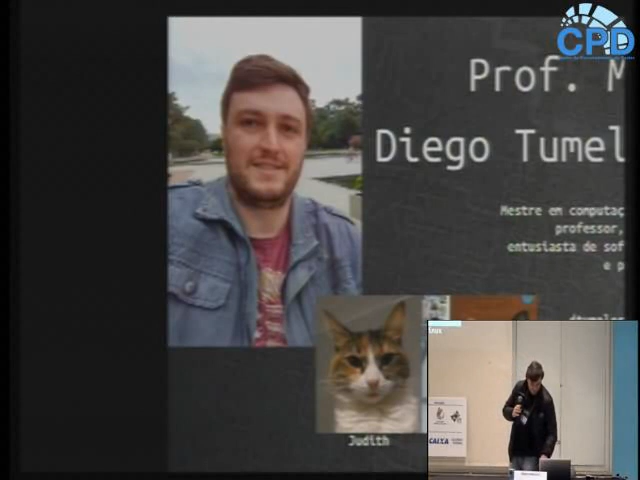 CPD
Prof. M
Diego Tumel
Mestre em computaç
professor,
entusiasta de sof
e p
Judith
CAIXA